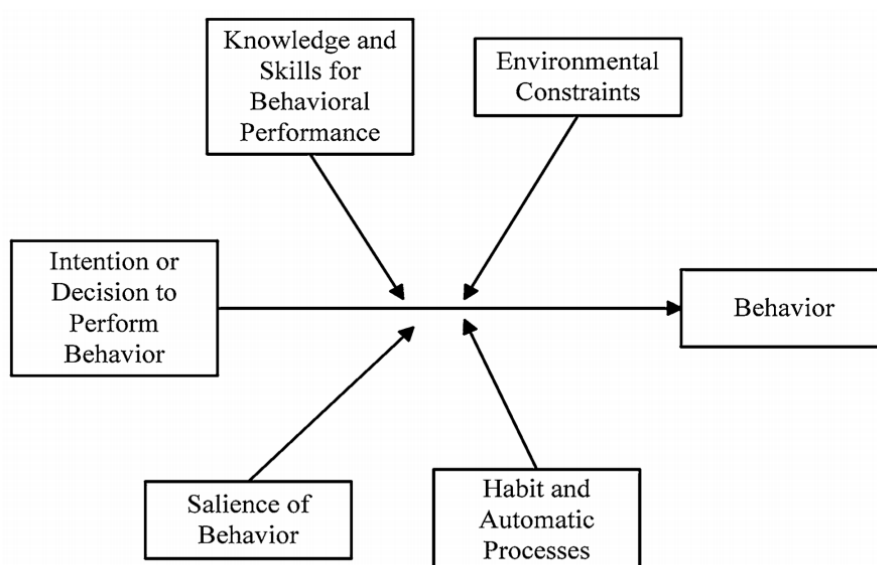 Knowledge and
Skills for
Behavioral
Performance
Environmental
Constraints
Intention or
Decision to
Perform
Behavior
Behavior
Salience of
Behavior
Habit and
Automatic
Processes